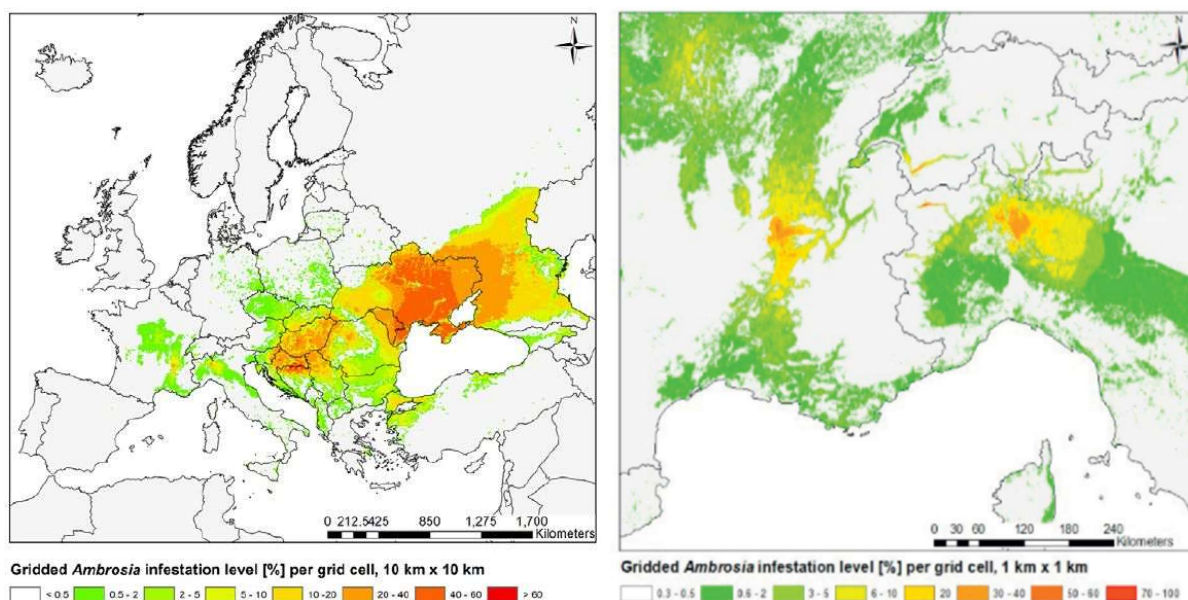 N
0 212.5425 850 1,275 1,700
Kilometers
Gridded Ambrosia infestation level [%] per grid cell, 10 km x 10 km
< 0.5 0.5 - 2 2 - 5 5 - 10 10 -20 20 - 40 40 - 60 > 60
N
0 30 60 120 180 240
Kilometers
Gridded Ambrosia infestation level [%] per grid cell, 1 km x 1 km
0.3 - 0.5 0.6 - 2 3 - 5 6 - 10 20 30 - 40 50 - 60 70 - 100